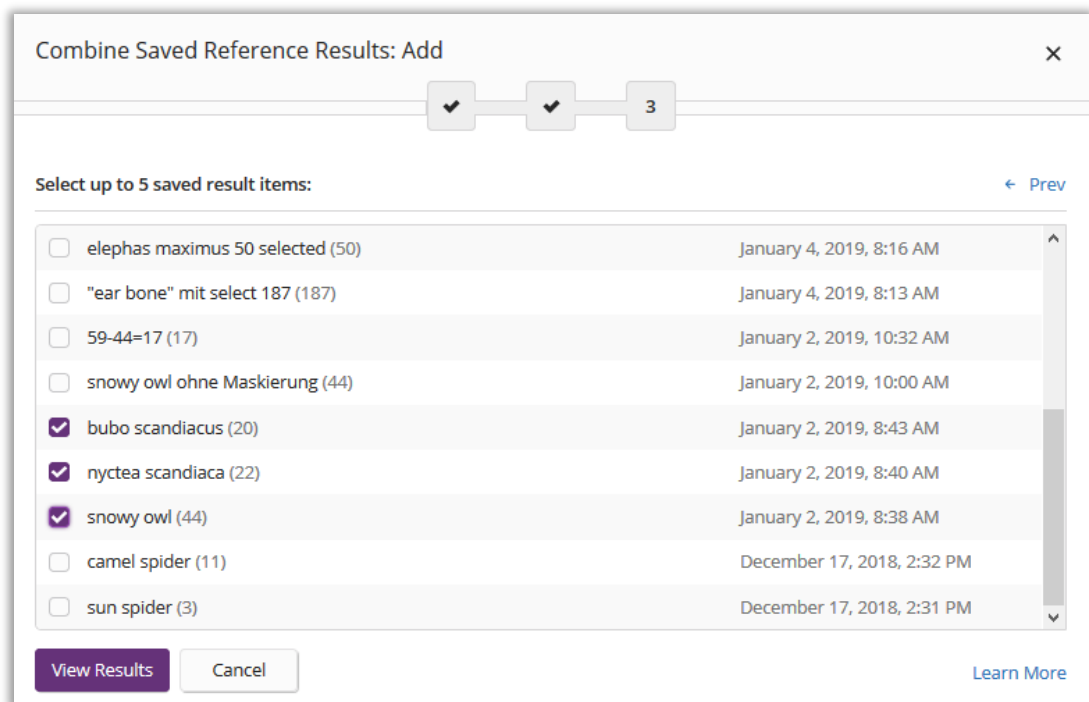 Combine Saved Reference Results: Add
3
Select up to 5 saved result items: Prev
elephas maximus 50 selected (50) January 4, 2019, 8:16 AM
"ear bone" mit select 187 (187) January 4, 2019, 8:13 AM
59-44=17 (17) January 2, 2019, 10:32 AM
snowy owl ohne Maskierung (44) January 2, 2019, 10:00 AM
bubo scandiacus (20) January 2, 2019, 8:43 AM
nyctea scandiaca (22) January 2, 2019, 8:40 AM
snowy owl (44) January 2, 2019, 8:38 AM
camel spider (11) December 17, 2018, 2:32 PM
sun spider (3) December 17, 2018, 2:31 PM
View Results Cancel Learn More